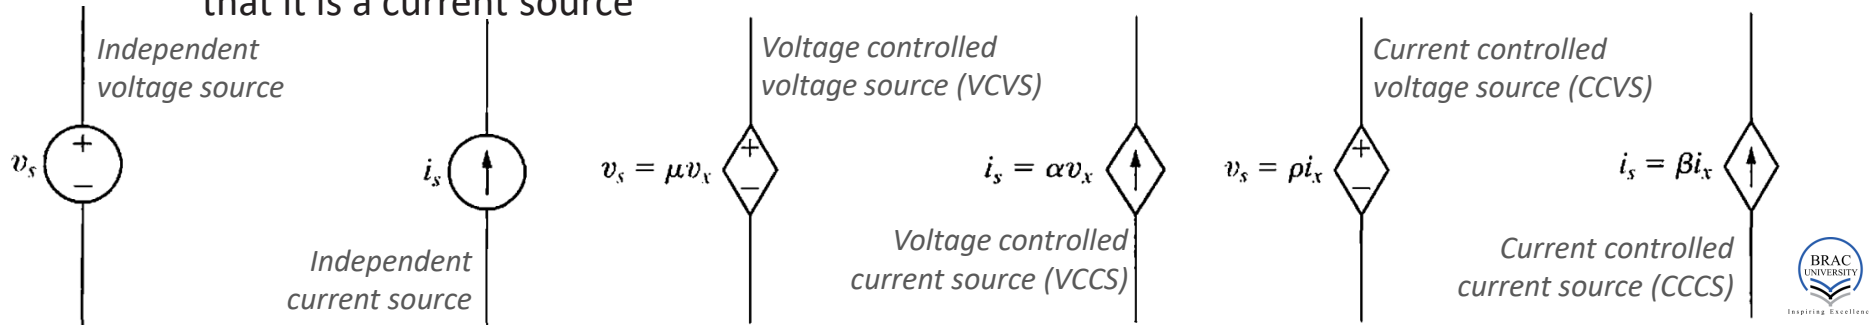 that it is a current source
Independent
voltage source
v_s
+
−
i_s
Independent
current source
Voltage controlled
voltage source (VCVS)
v_s = μv_x
+
−
i_s = αv_x
Voltage controlled
current source (VCCS)
Current controlled
voltage source (CCVS)
v_s = ρi_x
+
−
i_s = βi_x
Current controlled
current source (CCCS)
BRAC
UNIVERSITY
Inspiring Excellenc